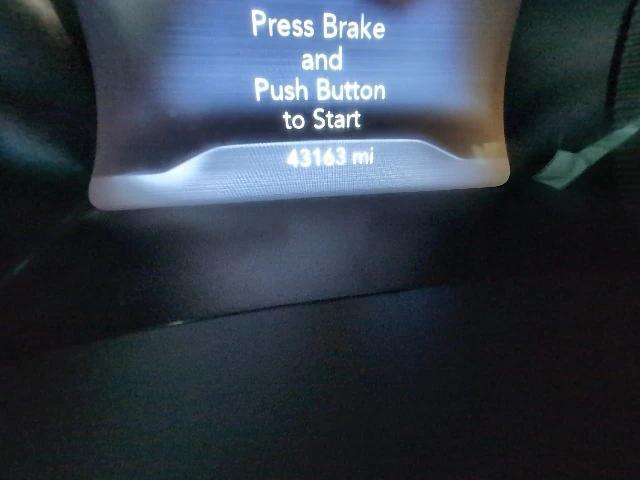 Press Brake
and
Push Button
to Start
43163 mi